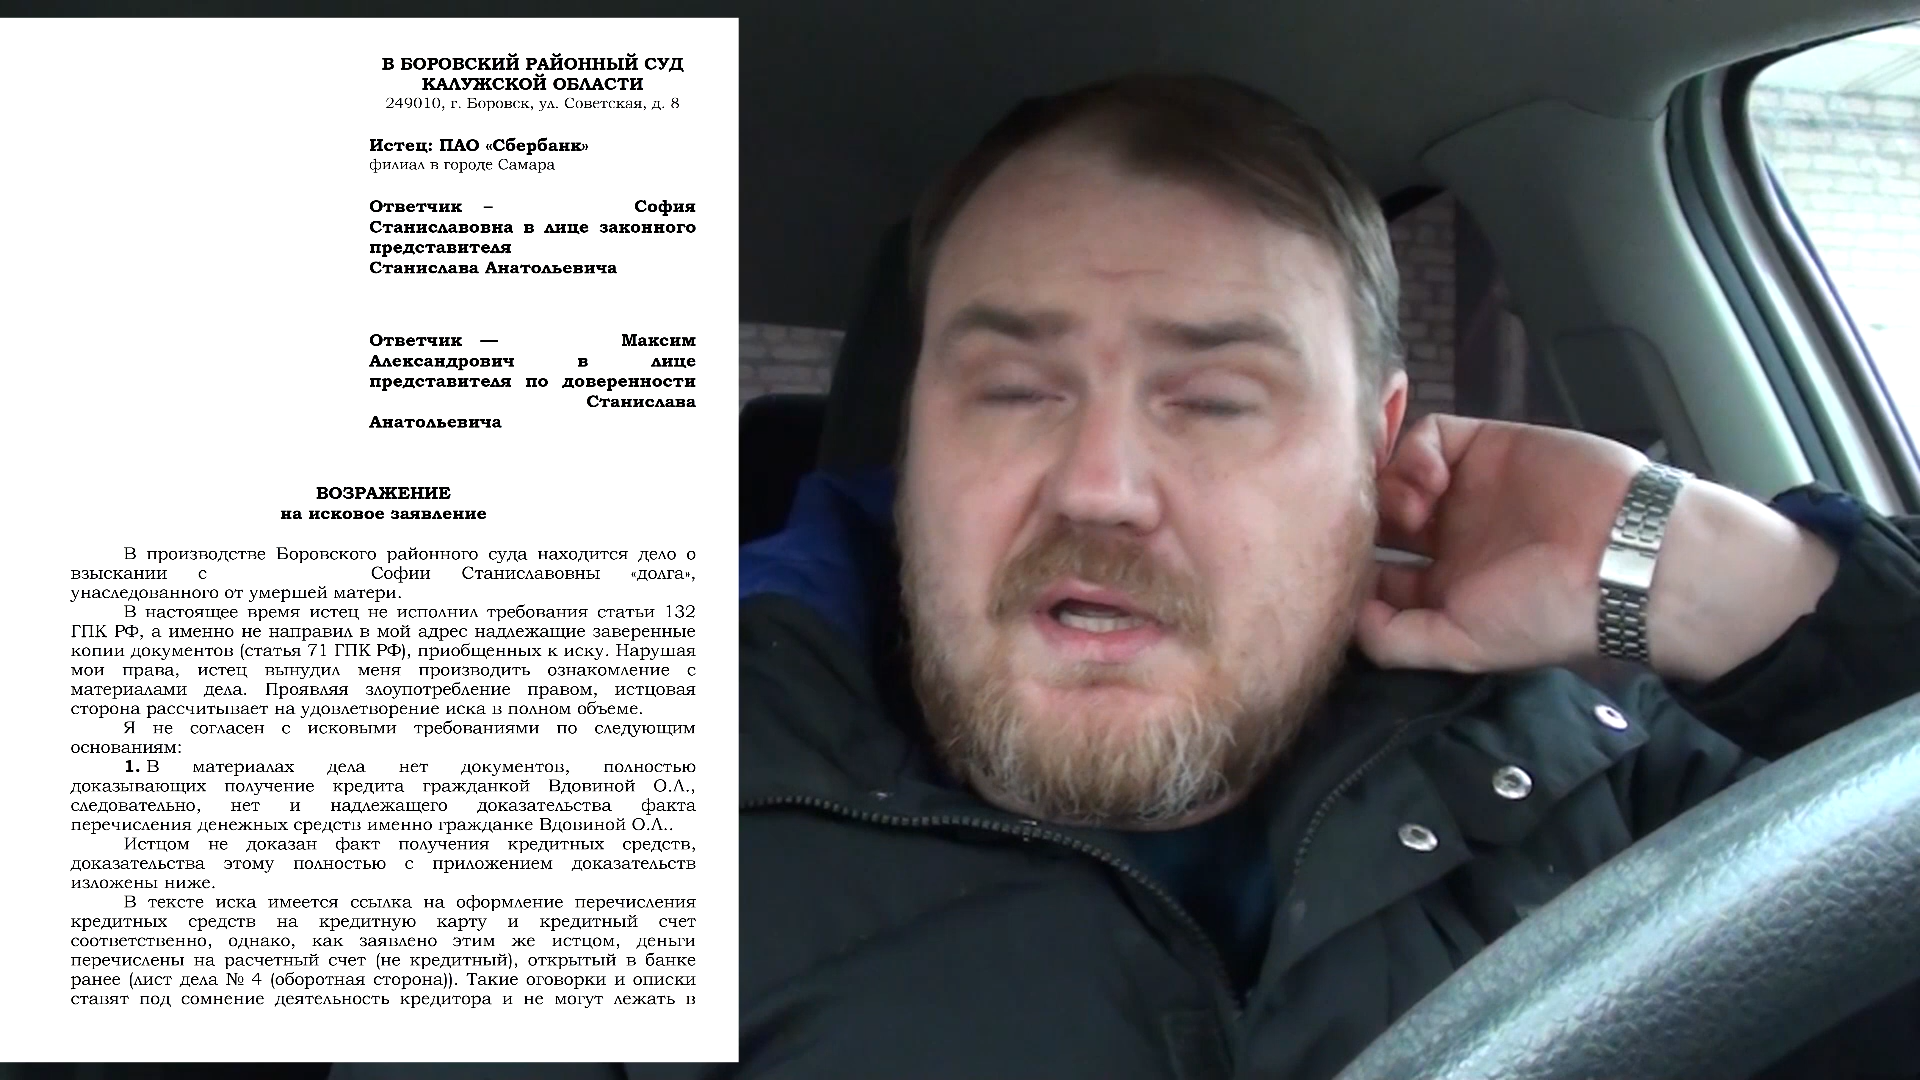 В БОРОВСКИЙ РАЙОННЫЙ СУД
КАЛУЖСКОЙ ОБЛАСТИ
249010, г. Боровск, ул. Советская, д. 8
Истец: ПАО «Сбербанк»
филиал в городе Самара
Ответчик – София
Станиславовна в лице законного
представителя
Станислава Анатольевича
Ответчик — Максим
Александрович в лице
представителя по доверенности
Станислава
Анатольевича
ВОЗРАЖЕНИЕ
на исковое заявление
В производстве Боровского районного суда находится дело о
взыскании с Софии Станиславовны «долга»,
унаследованного от умершей матери.
В настоящее время истец не исполнил требования статьи 132
ГПК РФ, а именно не направил в мой адрес надлежащие заверенные
копии документов (статья 71 ГПК РФ), приобщенных к иску. Нарушая
мои права, истец вынудил меня производить ознакомление с
материалами дела. Проявляя злоупотребление правом, истцовая
сторона рассчитывает на удовлетворение иска в полном объеме.
Я не согласен с исковыми требованиями по следующим
основаниям:
1. В материалах дела нет документов, полностью
доказывающих получение кредита гражданкой Вдовиной О.Л.,
следовательно, нет и надлежащего доказательства факта
перечисления денежных средств именно гражданке Вдовиной О.Л..
Истцом не доказан факт получения кредитных средств,
доказательства этому полностью с приложением доказательств
изложены ниже.
В тексте иска имеется ссылка на оформление перечисления
кредитных средств на кредитную карту и кредитный счет
соответственно, однако, как заявлено этим же истцом, деньги
перечислены на расчетный счет (не кредитный), открытый в банке
ранее (лист дела № 4 (оборотная сторона)). Такие оговорки и описки
ставят под сомнение деятельность кредитора и не могут лежать в